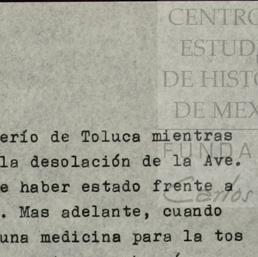 CENTRO
ESTUD
DE HISTO
DE MEX
FUNDA
Carlos
erío de Toluca mientras
la desolación de la Ave.
e haber estado frente a
. Mas adelante, cuando
una medicina para la tos